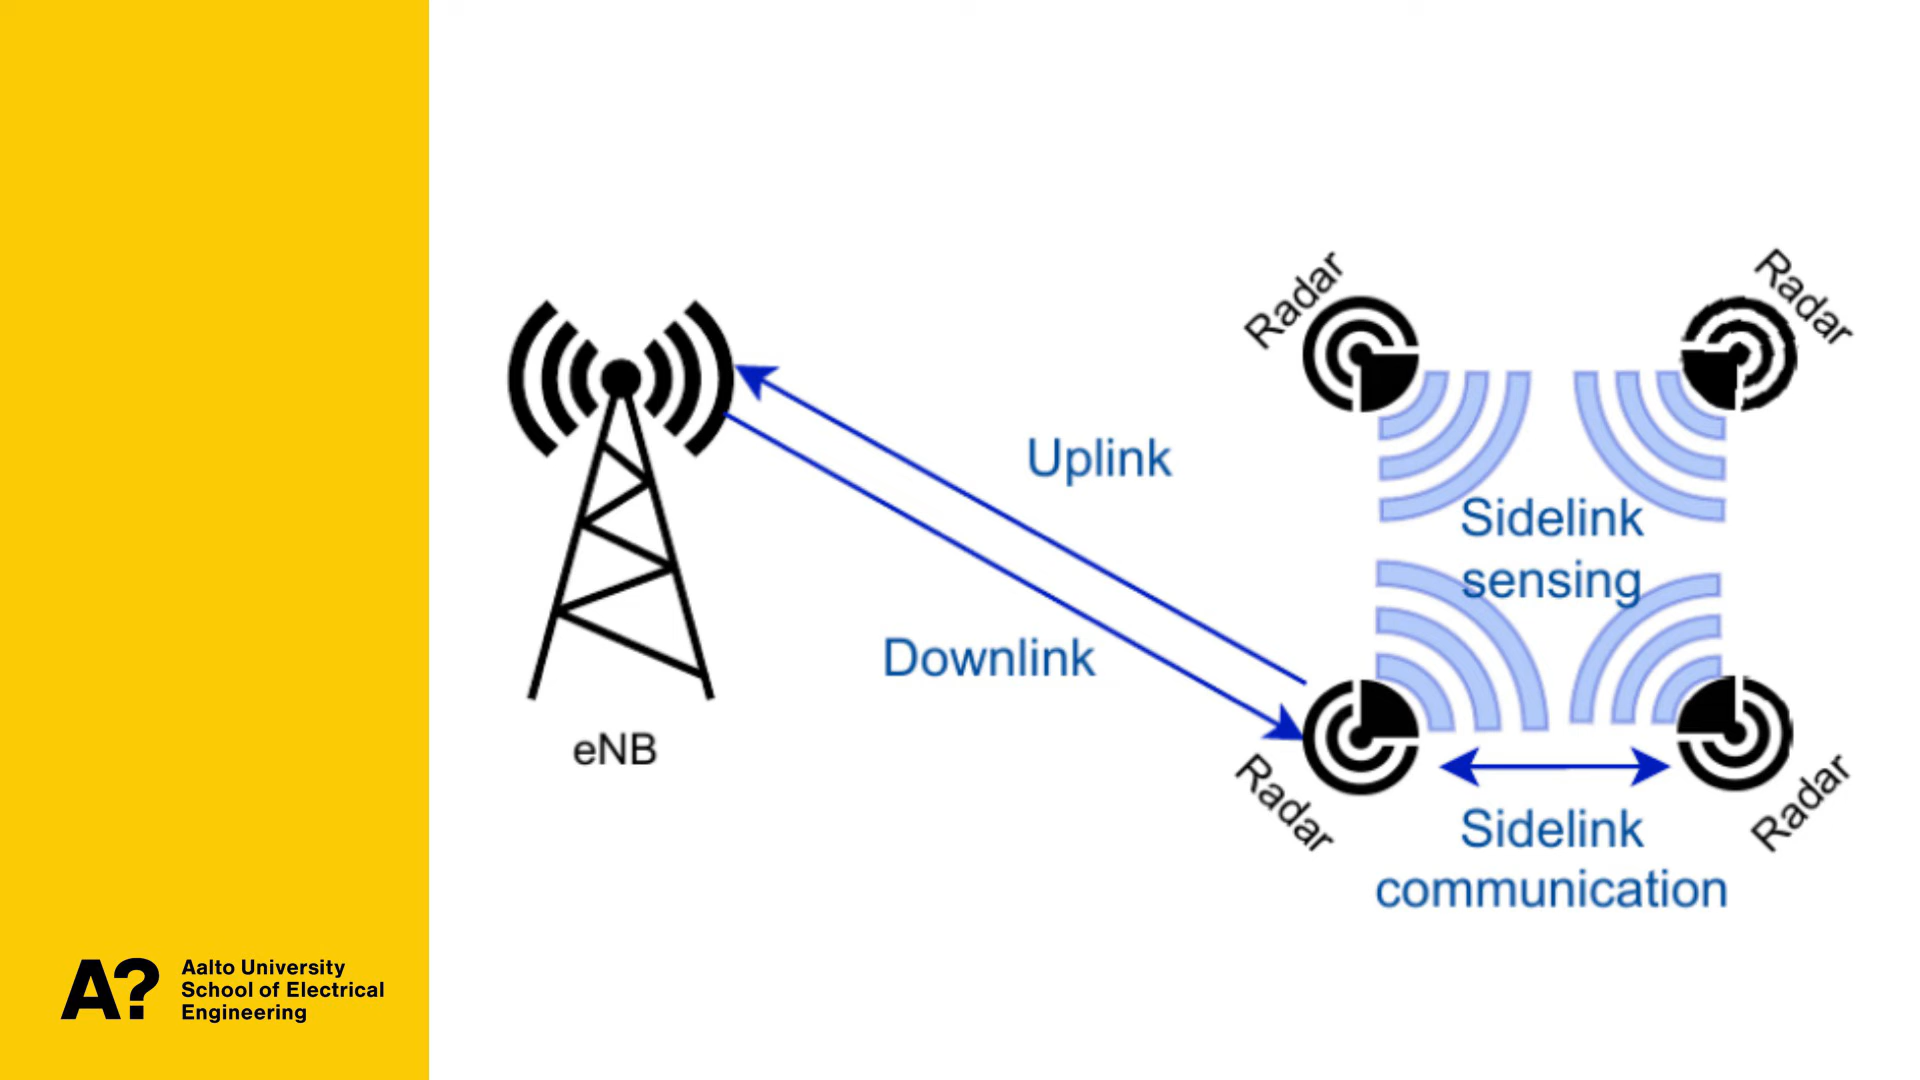 Radar
Radar
Uplink
Sidelink
sensing
Downlink
eNB
Radar
Radar
Sidelink
communication
A?
Aalto University
School of Electrical
Engineering